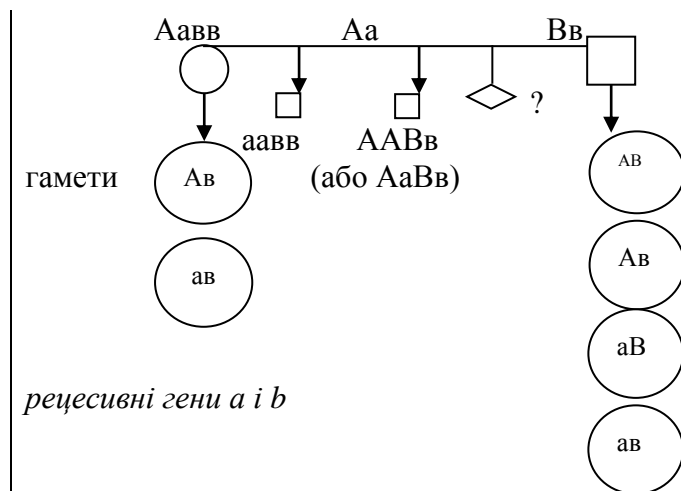 Аавв Аа Вв
?
аавв ААВв
гамети Ав (або АаВв) АВ
ав Ав
аВ
рецесивні гени а і b
ав